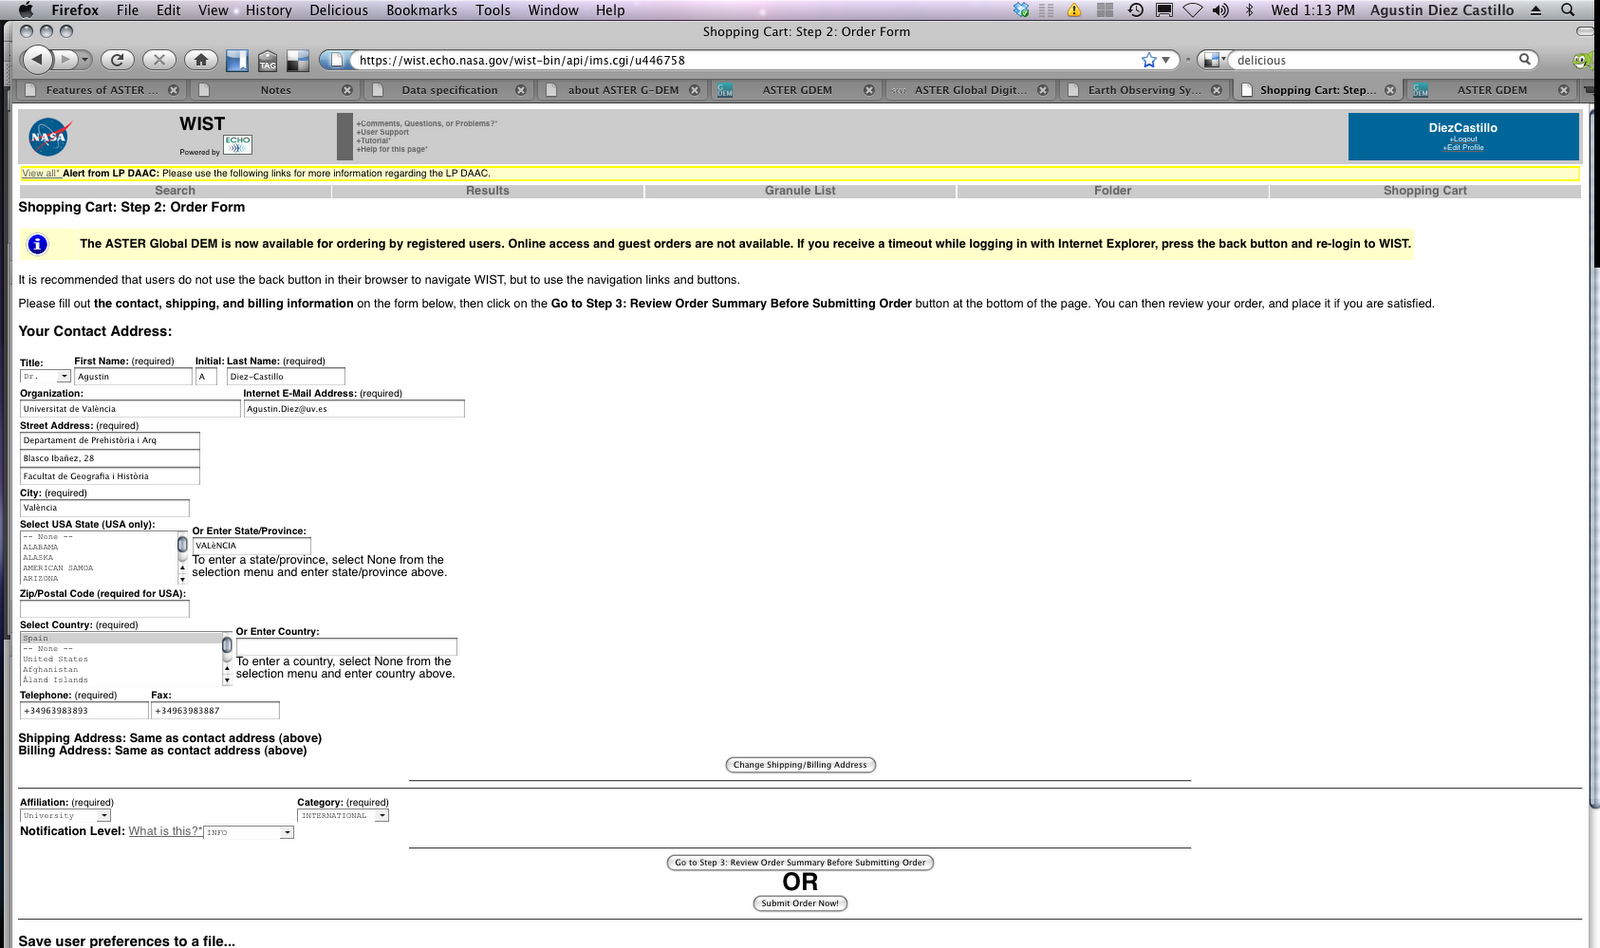 Firefox File Edit View History Delicious Bookmarks Tools Window Help Wed 1:13 PM Agustin Diez Castillo
Shopping Cart: Step 2: Order Form
TAG https://wist.echo.nasa.gov/wist-bin/api/ims.cgi/u446758 delicious
Features of ASTER ... Notes Data specification about ASTER G-DEM ASTER GDEM ASTER Global Digit... Earth Observing Sy... Shopping Cart: Step... ASTER GDEM
NASA WIST
Powered by ECHO
+Comments, Questions, or Problems?*
+User Support
+Tutorial*
+Help for this page*
DiezCastillo
+Logout
+Edit Profile
View all* Alert from LP DAAC: Please use the following links for more information regarding the LP DAAC.
Search Results Granule List Folder Shopping Cart
Shopping Cart: Step 2: Order Form
The ASTER Global DEM is now available for ordering by registered users. Online access and guest orders are not available. If you receive a timeout while logging in with Internet Explorer, press the back button and re-login to WIST.
It is recommended that users do not use the back button in their browser to navigate WIST, but to use the navigation links and buttons.
Please fill out the contact, shipping, and billing information on the form below, then click on the Go to Step 3: Review Order Summary Before Submitting Order button at the bottom of the page. You can then review your order, and place it if you are satisfied.
Your Contact Address:
Title: First Name: (required) Initial: Last Name: (required)
Dr. Agustin A Diez-Castillo
Organization: Internet E-Mail Address: (required)
Universitat de València Agustin.Diez@uv.es
Street Address: (required)
Departament de Prehistòria i Arq
Blasco Ibañez, 28
Facultat de Geografia i Història
City: (required)
València
Select USA State (USA only): Or Enter State/Province:
-- None --
ALABAMA
ALASKA
AMERICAN SAMOA
ARIZONA
VALèNCIA
To enter a state/province, select None from the
selection menu and enter state/province above.
Zip/Postal Code (required for USA):
Select Country: (required) Or Enter Country:
Spain
-- None --
United States
Afghanistan
Åland Islands
To enter a country, select None from the
selection menu and enter country above.
Telephone: (required) Fax:
+34963983893 +34963983887
Shipping Address: Same as contact address (above)
Billing Address: Same as contact address (above)
Change Shipping/Billing Address
Affiliation: (required) Category: (required)
University INTERNATIONAL
Notification Level: What is this?* INFO
Go to Step 3: Review Order Summary Before Submitting Order
OR
Submit Order Now!
Save user preferences to a file...